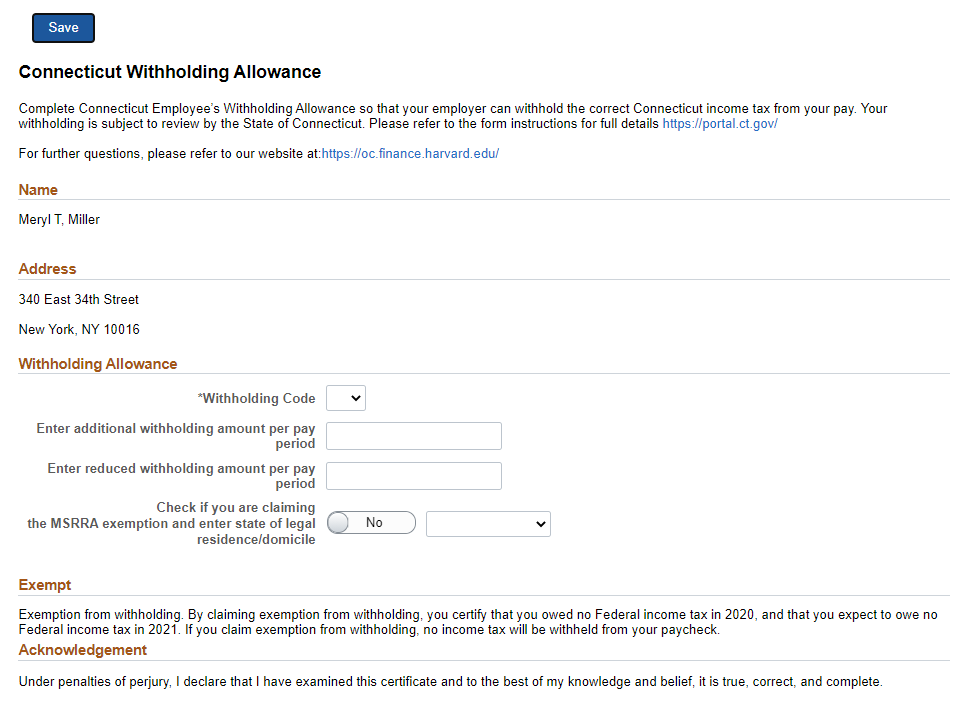 Save
Connecticut Withholding Allowance
Complete Connecticut Employee's Withholding Allowance so that your employer can withhold the correct Connecticut income tax from your pay. Your
withholding is subject to review by the State of Connecticut. Please refer to the form instructions for full details https://portal.ct.gov/
For further questions, please refer to our website at:https://oc.finance.harvard.edu/
Name
Meryl T, Miller
Address
340 East 34th Street
New York, NY 10016
Withholding Allowance
*Withholding Code
Enter additional withholding amount per pay
period
Enter reduced withholding amount per pay
period
Check if you are claiming
the MSRRA exemption and enter state of legal
residence/domicile
No
Exempt
Exemption from withholding. By claiming exemption from withholding, you certify that you owed no Federal income tax in 2020, and that you expect to owe no
Federal income tax in 2021. If you claim exemption from withholding, no income tax will be withheld from your paycheck.
Acknowledgement
Under penalties of perjury, I declare that I have examined this certificate and to the best of my knowledge and belief, it is true, correct, and complete.